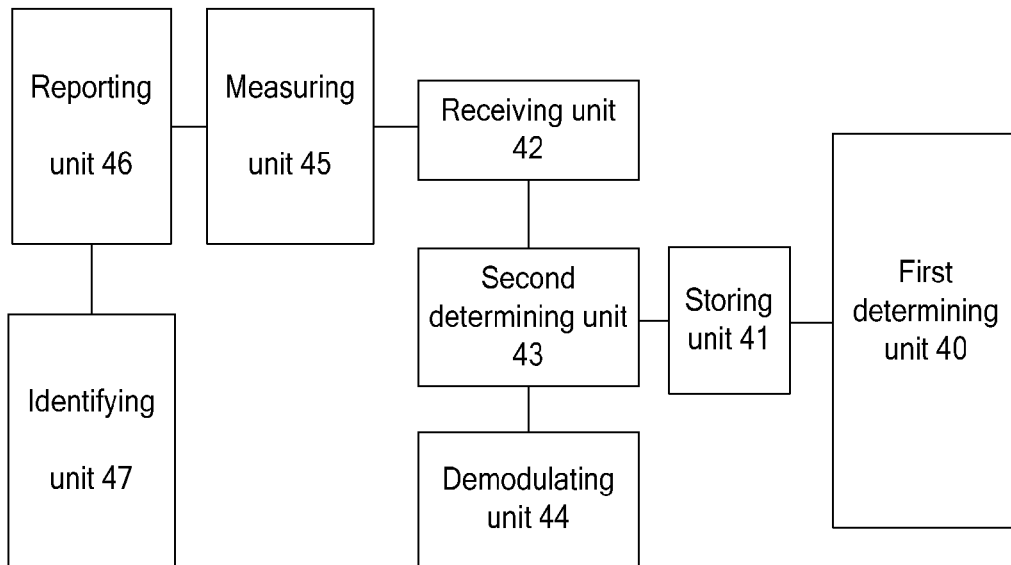 Reporting
unit 46
Measuring
unit 45
Receiving unit
42
Second
determining unit
43
Storing
unit 41
First
determining
unit 40
Identifying
unit 47
Demodulating
unit 44